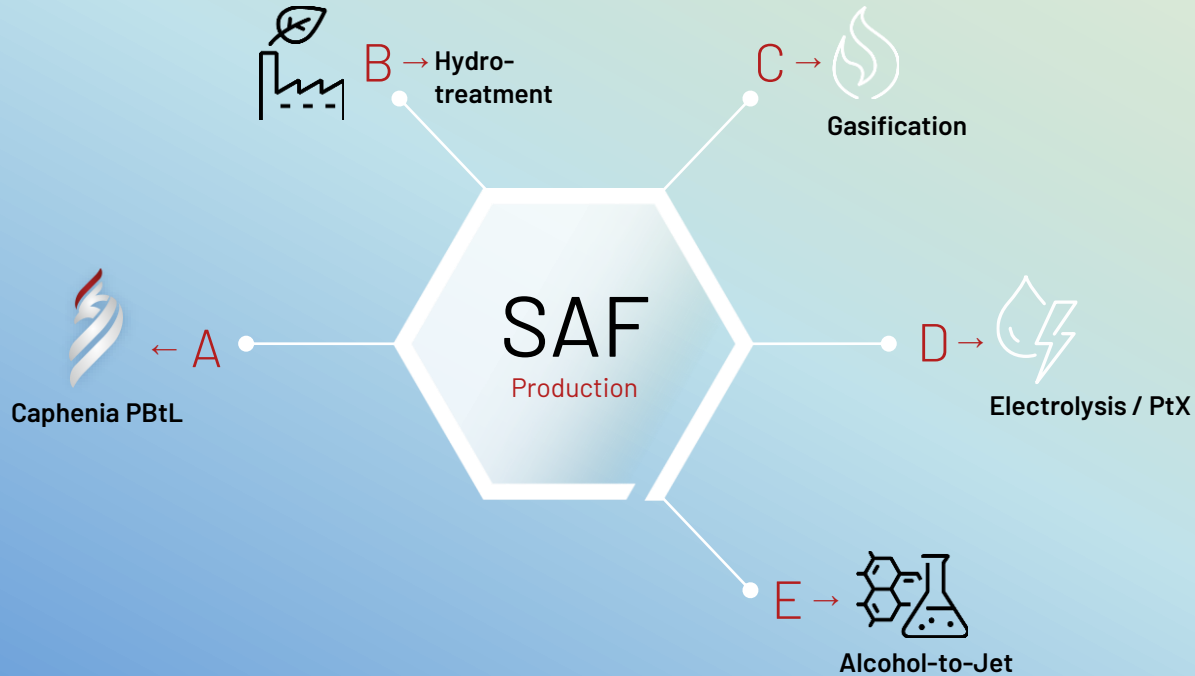 B → Hydro-
treatment
C →
Gasification
← A
Caphenia PBtL
SAF
Production
D →
Electrolysis / PtX
E →
Alcohol-to-Jet